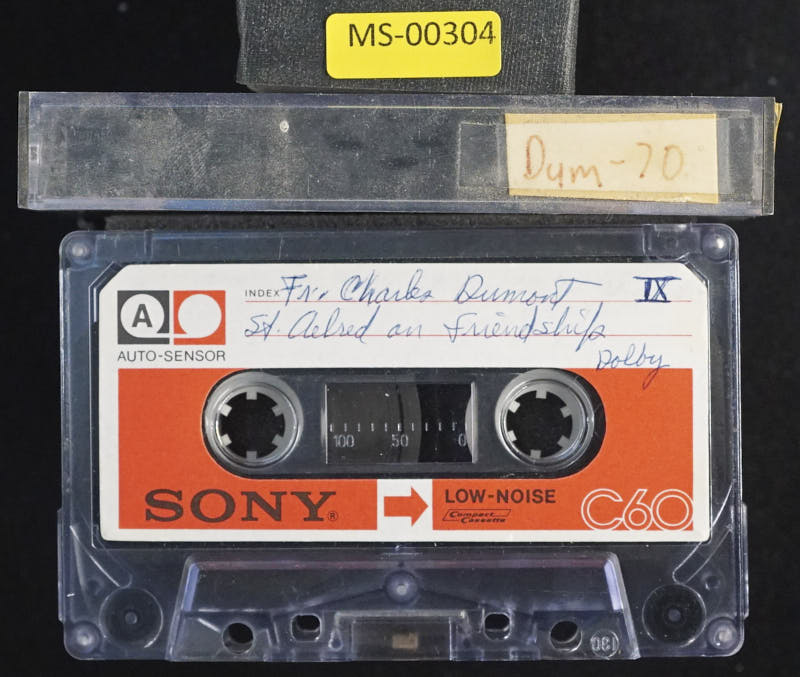 MS-00304
Dum-70
A
INDEX Fr. Charles Dumont IX
St. Aelred on Friendship
AUTO-SENSOR
Dolby
100 50 0
SONY®
LOW-NOISE
Compact Cassette
C60